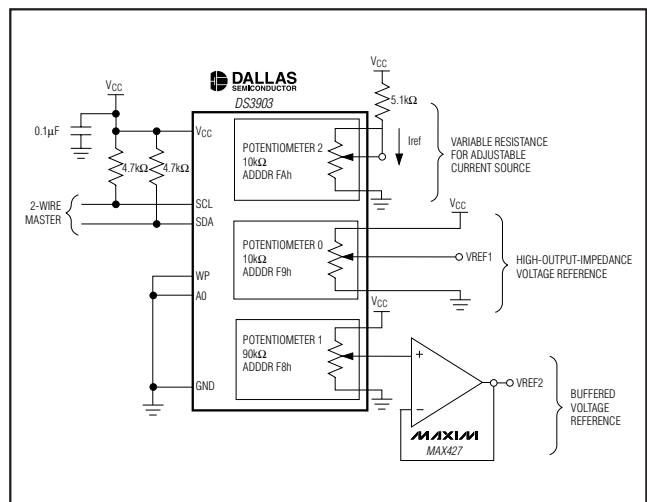 DALLAS
SEMICONDUCTOR
DS3903
VCC
0.1µF
4.7kΩ
4.7kΩ
VCC
SCL
SDA
2-WIRE
MASTER
WP
A0
GND
POTENTIOMETER 2
10kΩ
ADDDR FAh
VCC
5.1kΩ
Iref
VARIABLE RESISTANCE
FOR ADJUSTABLE
CURRENT SOURCE
POTENTIOMETER 0
10kΩ
ADDDR F9h
VCC
VREF1
HIGH-OUTPUT-IMPEDANCE
VOLTAGE REFERENCE
POTENTIOMETER 1
90kΩ
ADDDR F8h
VCC
+
−
MAXIM
MAX427
VREF2
BUFFERED
VOLTAGE
REFERENCE